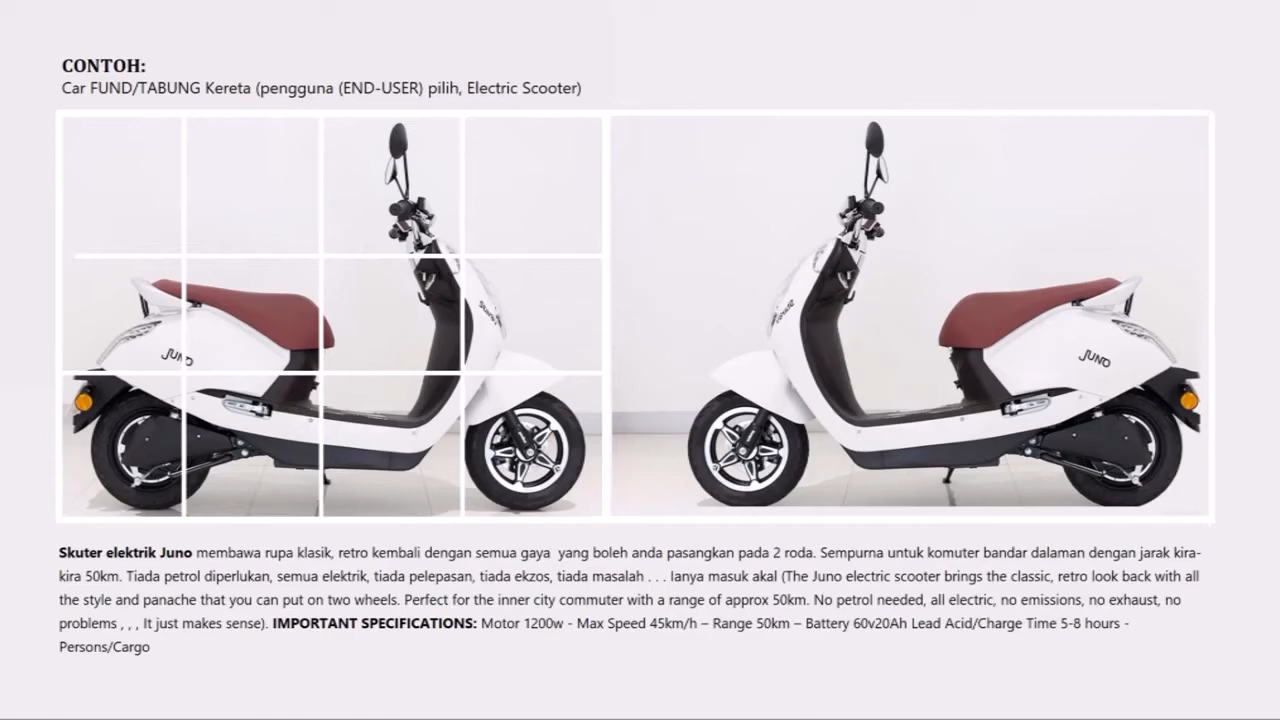 CONTOH:
Car FUND/TABUNG Kereta (pengguna (END-USER) pilih, Electric Scooter)
JUNO
JUNO
Skuter elektrik Juno membawa rupa klasik, retro kembali dengan semua gaya  yang boleh anda pasangkan pada 2 roda. Sempurna untuk komuter bandar dalaman dengan jarak kira-
kira 50km. Tiada petrol diperlukan, semua elektrik, tiada pelepasan, tiada ekzos, tiada masalah . . . Ianya masuk akal (The Juno electric scooter brings the classic, retro look back with all
the style and panache that you can put on two wheels. Perfect for the inner city commuter with a range of approx 50km. No petrol needed, all electric, no emissions, no exhaust, no
problems , , , It just makes sense). IMPORTANT SPECIFICATIONS: Motor 1200w - Max Speed 45km/h – Range 50km – Battery 60v20Ah Lead Acid/Charge Time 5-8 hours -
Persons/Cargo